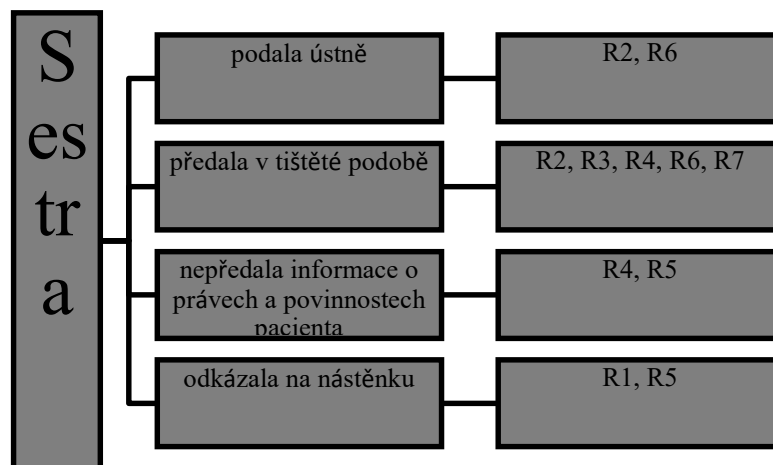 S
es
tr
a
podala ústně
R2, R6
předala v tištěté podobě
R2, R3, R4, R6, R7
nepředala informace o
právech a povinnostech
pacienta
R4, R5
odkázala na nástěnku
R1, R5